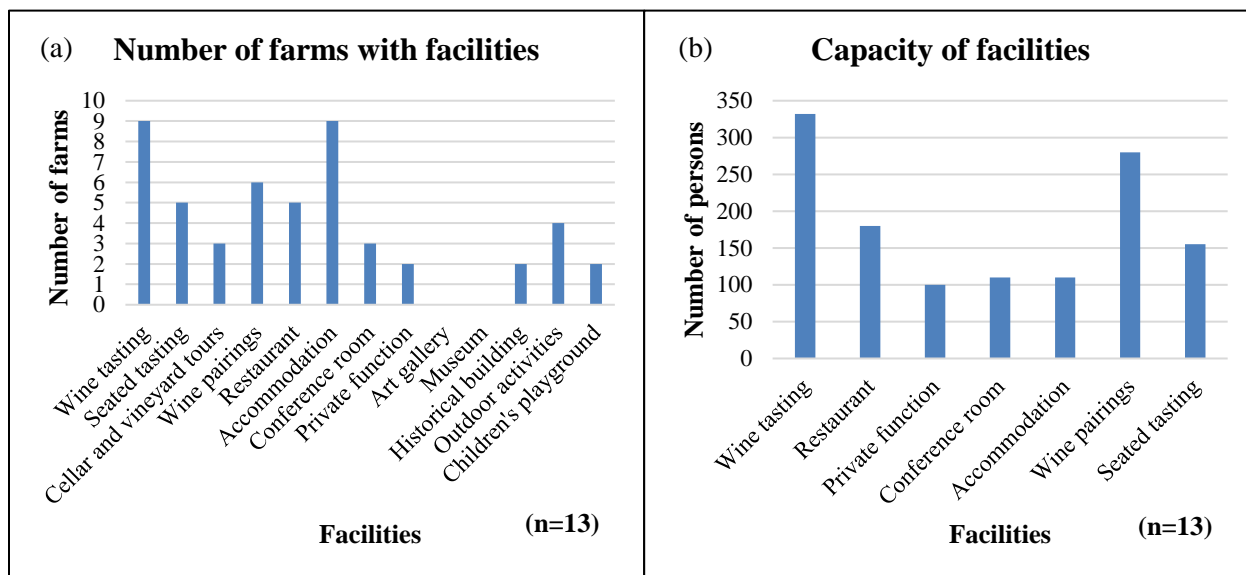 (a) Number of farms with facilities
Number of farms
10
9
8
7
6
5
4
3
2
1
0
Wine tasting
Seated tasting
Cellar and vineyard tours
Wine pairings
Restaurant
Accommodation
Conference room
Private function
Art gallery
Museum
Historical building
Outdoor activities
Children's playground
Facilities
(n=13)
(b) Capacity of facilities
Number of persons
350
300
250
200
150
100
50
0
Wine tasting
Restaurant
Private function
Conference room
Accommodation
Wine pairings
Seated tasting
Facilities
(n=13)